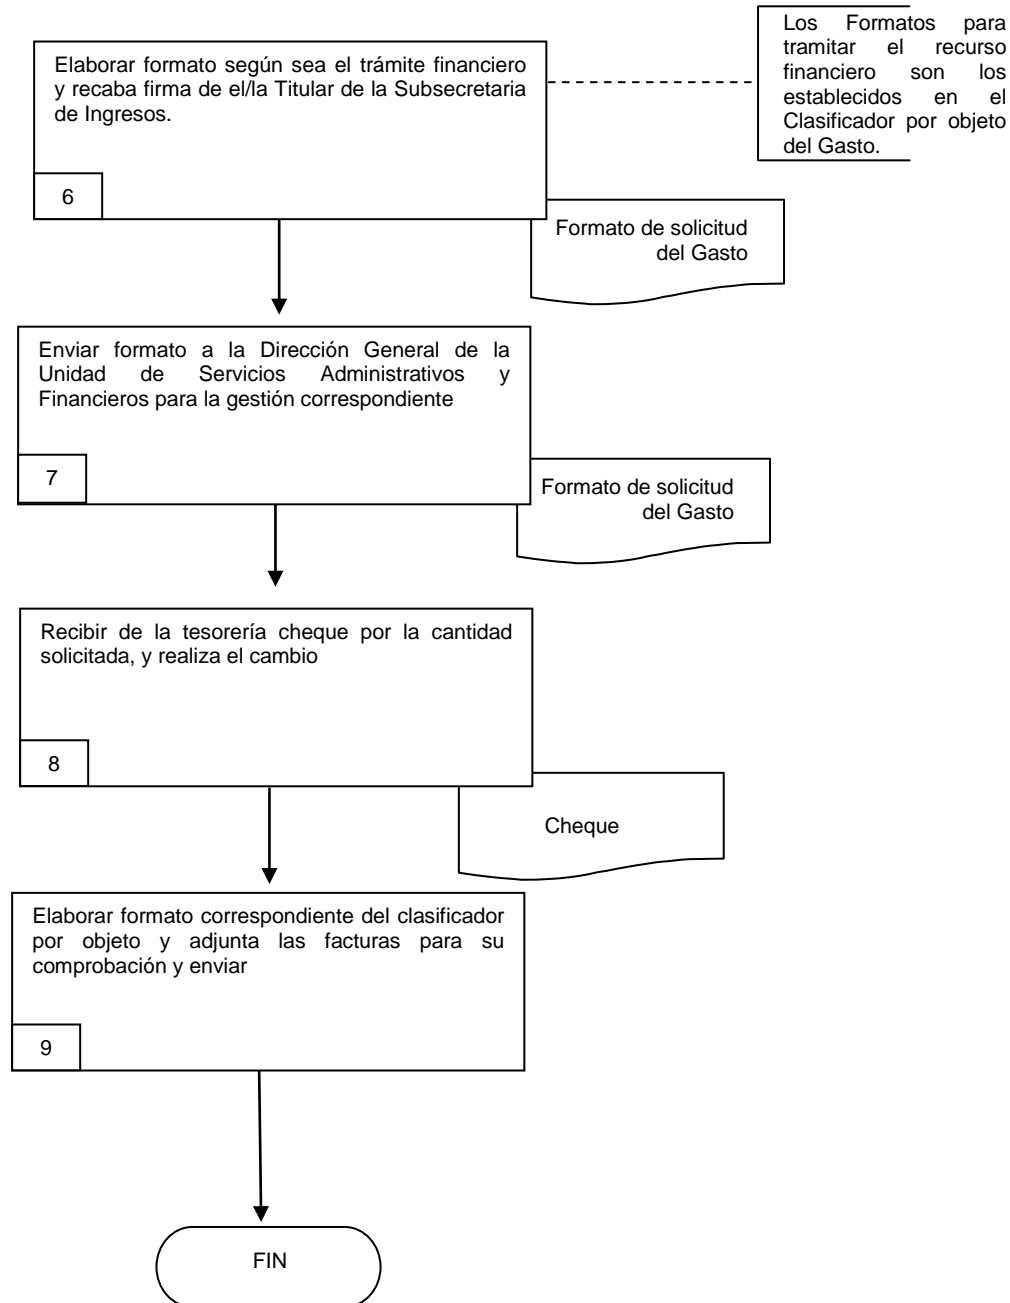 Los Formatos para
tramitar el recurso
financiero son los
establecidos en el
Clasificador por objeto
del Gasto.
Elaborar formato según sea el trámite financiero
y recaba firma de el/la Titular de la Subsecretaria
de Ingresos.
6
Formato de solicitud
del Gasto
Enviar formato a la Dirección General de la
Unidad de Servicios Administrativos y
Financieros para la gestión correspondiente
7
Formato de solicitud
del Gasto
Recibir de la tesorería cheque por la cantidad
solicitada, y realiza el cambio
8
Cheque
Elaborar formato correspondiente del clasificador
por objeto y adjunta las facturas para su
comprobación y enviar
9
FIN